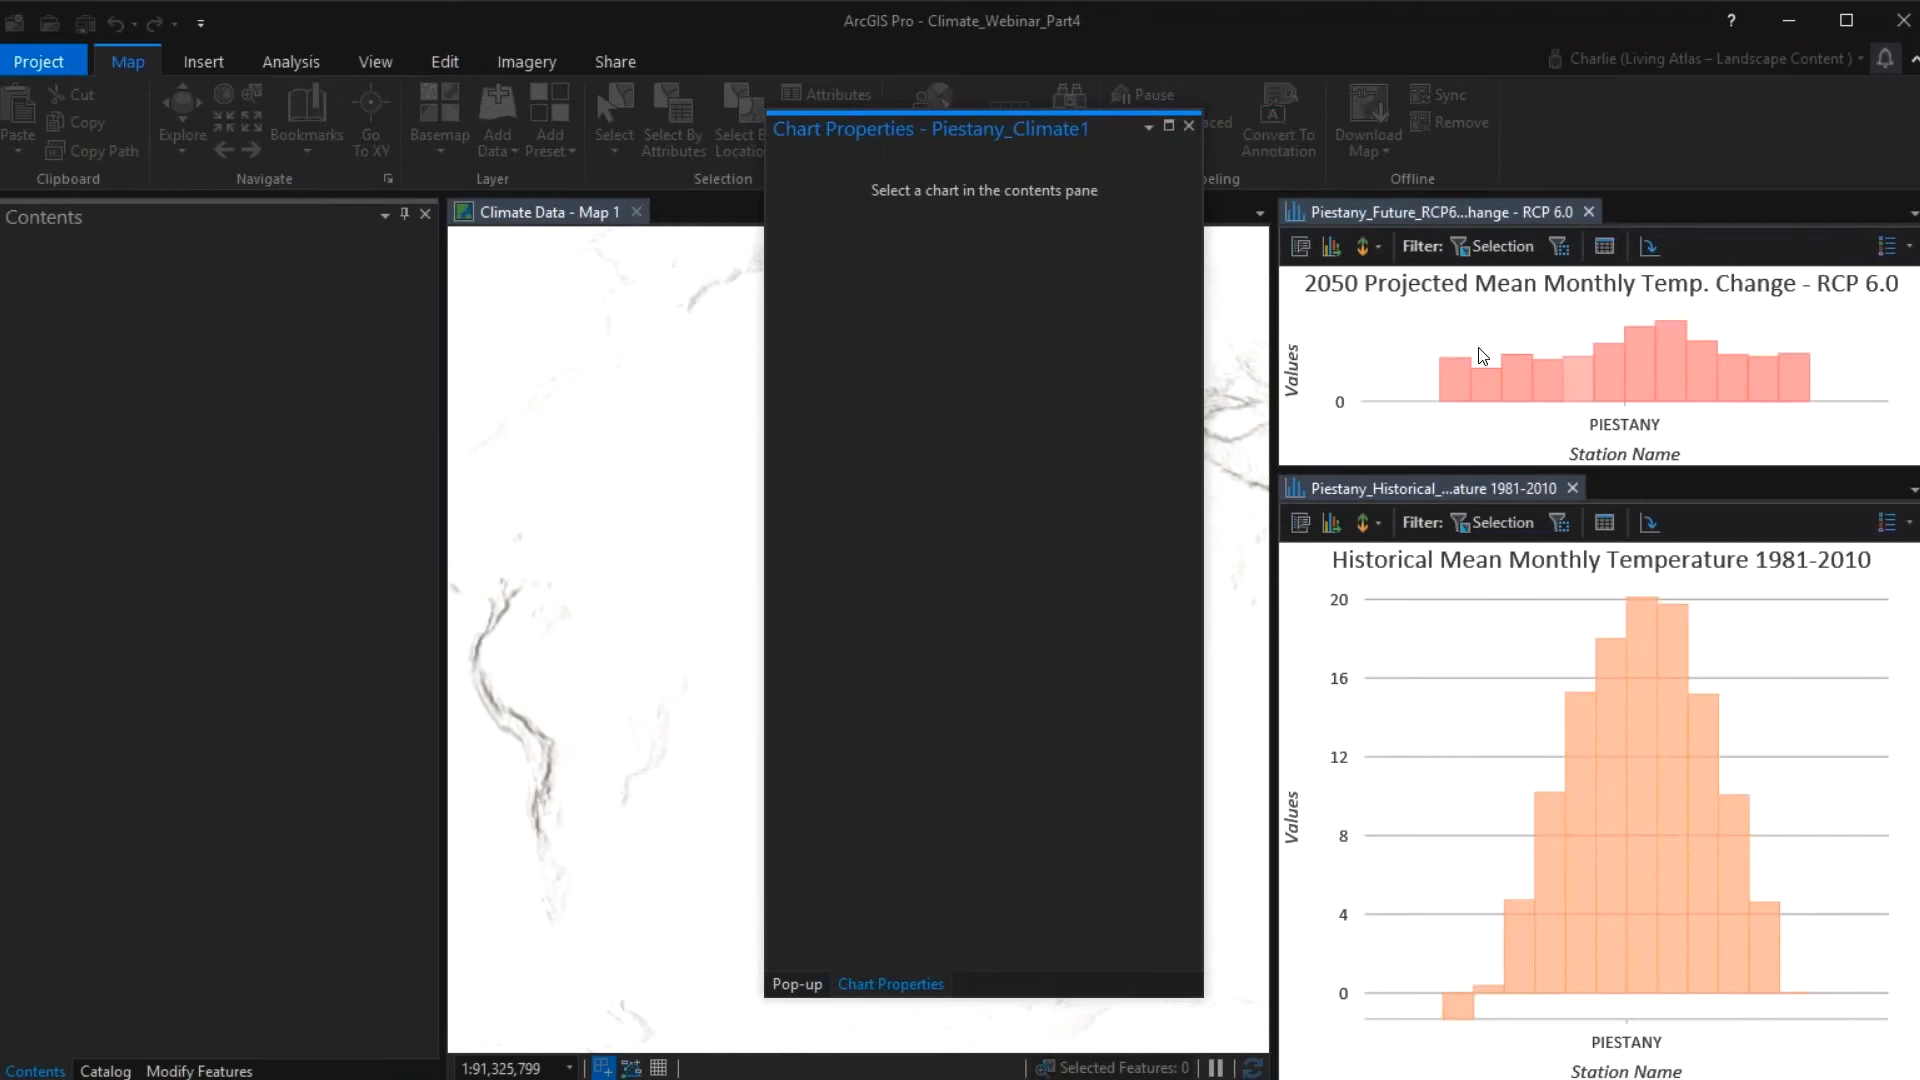 ArcGIS Pro - Climate_Webinar_Part4
?
Project Map Insert Analysis View Edit Imagery Share
Charlie (Living Atlas – Landscape Content )
Paste Cut Copy Copy Path
Clipboard
Explore Bookmarks Go To XY
Navigate
Basemap Add Data Add Preset
Layer
Select Select By Attributes Attributes
Selection
Pause
Convert To Annotation
Download Map Sync Remove
Offline
Contents
Climate Data - Map 1
Chart Properties - Piestany_Climate1
Select a chart in the contents pane
Pop-up Chart Properties
Piestany_Future_RCP6...hange - RCP 6.0
Filter: Selection
2050 Projected Mean Monthly Temp. Change - RCP 6.0
Values
0
PIESTANY
Station Name
Piestany_Historical_...ature 1981-2010
Filter: Selection
Historical Mean Monthly Temperature 1981-2010
20
16
12
8
4
0
Values
PIESTANY
Station Name
Contents Catalog Modify Features
1:91,325,799
Selected Features: 0